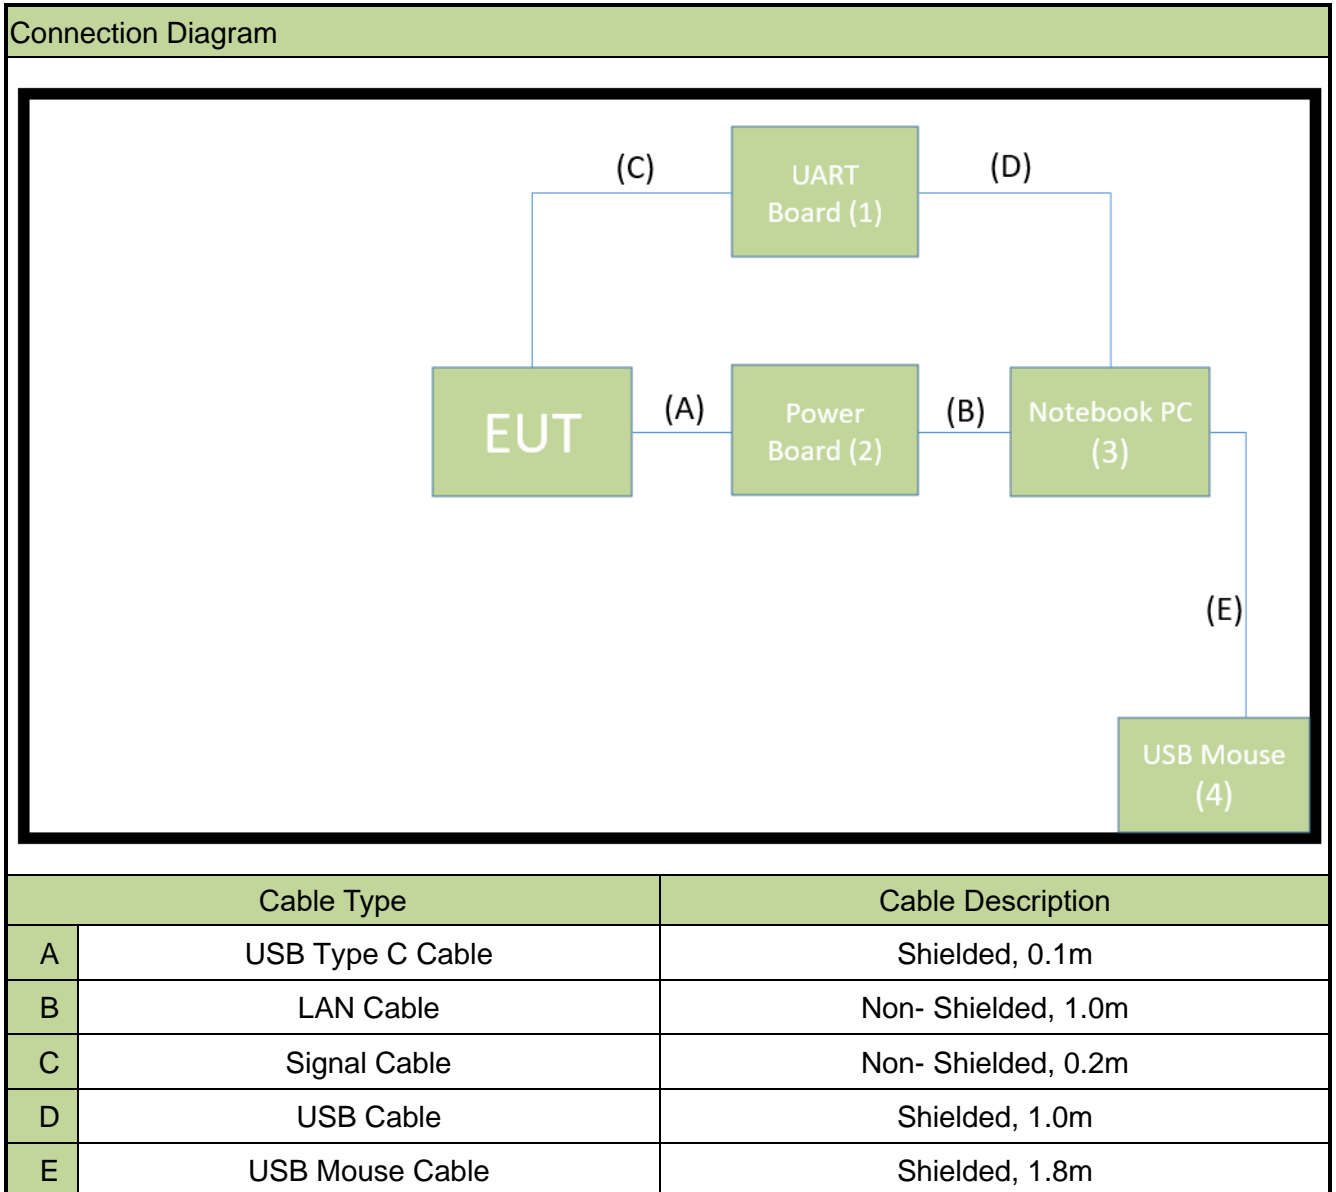 Connection Diagram
(C)
UART
Board (1)
(D)
EUT
(A)
Power
Board (2)
(B)
Notebook PC
(3)
(E)
USB Mouse
(4)
Cable Type Cable Description
A USB Type C Cable Shielded, 0.1m
B LAN Cable Non- Shielded, 1.0m
C Signal Cable Non- Shielded, 0.2m
D USB Cable Shielded, 1.0m
E USB Mouse Cable Shielded, 1.8m